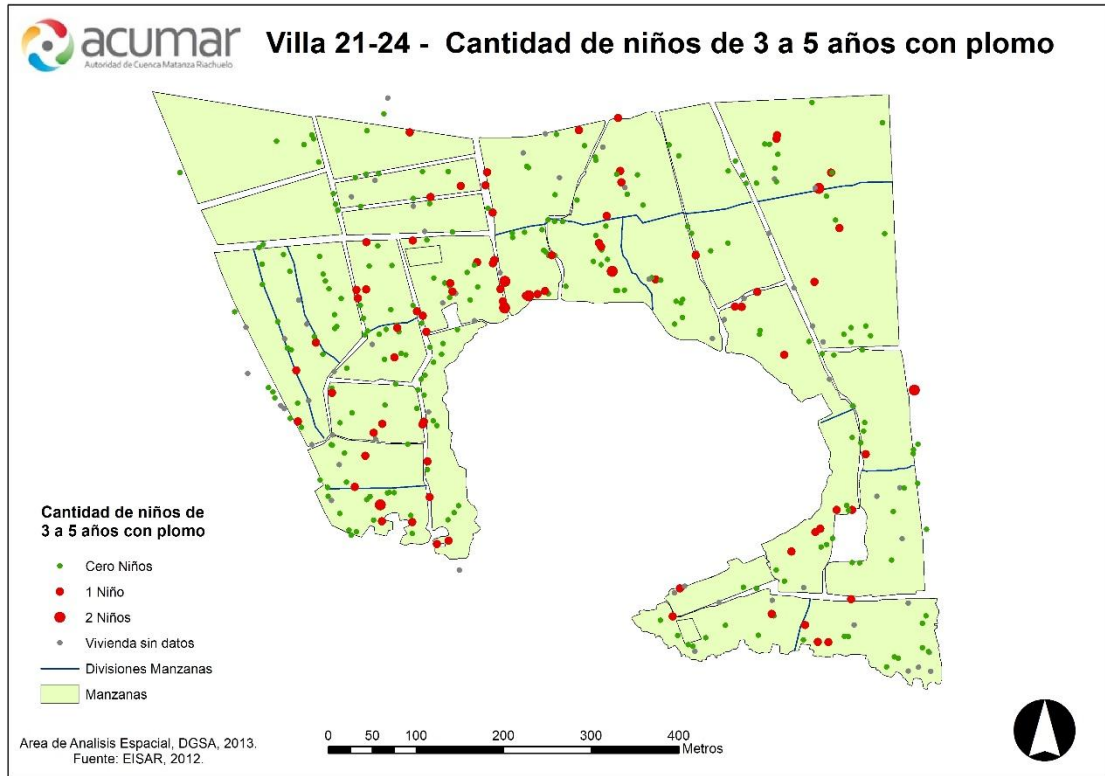 acumar
Autoridad de Cuenca Matanza Riachuelo
Villa 21-24 - Cantidad de niños de 3 a 5 años con plomo
Cantidad de niños de
3 a 5 años con plomo
Cero Niños
1 Niño
2 Niños
Vivienda sin datos
Divisiones Manzanas
Manzanas
Area de Analisis Espacial, DGSA, 2013.
Fuente: EISAR, 2012.
0 100 200 300 400
Metros